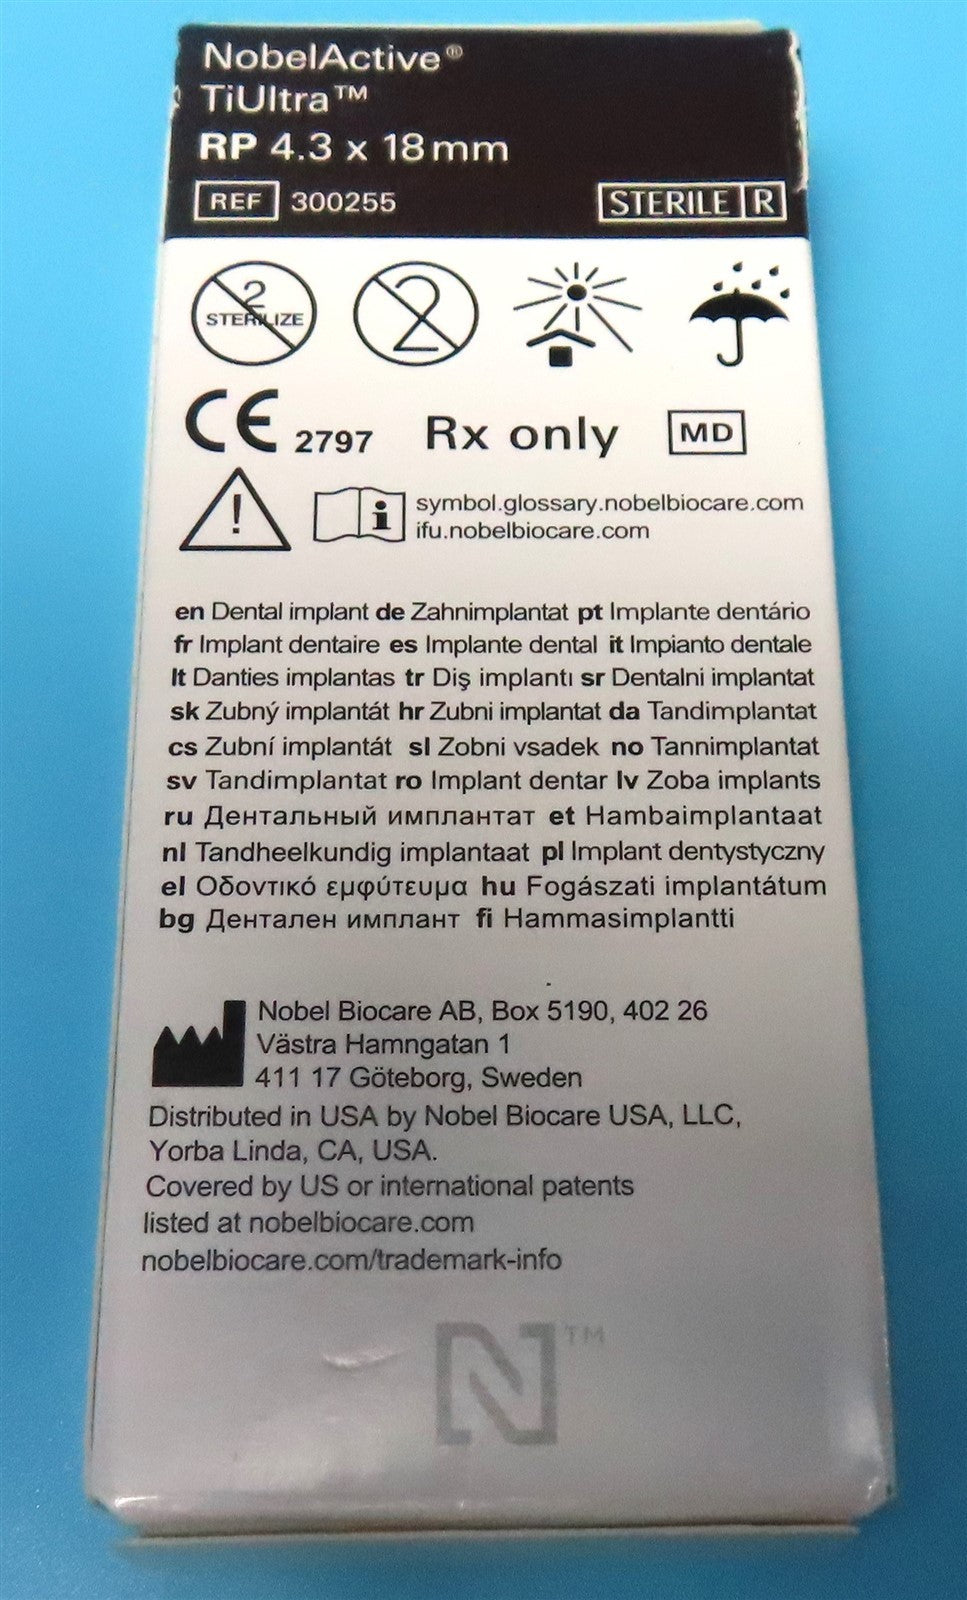 NobelActive®
TiUltra™
RP 4.3 x 18 mm
REF 300255 STERILE R
2 STERILIZE 2
CE 2797 Rx only MD
! i symbol.glossary.nobelbiocare.com
ifu.nobelbiocare.com
en Dental implant de Zahnimplantat pt Implante dentário
fr Implant dentaire es Implante dental it Impianto dentale
lt Danties implantas tr Diş implantı sr Dentalni implantat
sk Zubný implantát hr Zubni implantat da Tandimplantat
cs Zubní implantát sl Zobni vsadek no Tannimplantat
sv Tandimplantat ro Implant dentar lv Zoba implants
ru Дентальный имплантат et Hambaimplantaat
nl Tandheelkundig implantaat pl Implant dentystyczny
el Οδοντικό εμφύτευμα hu Fogászati implantátum
bg Дентален имплант fi Hammasimplantti
Nobel Biocare AB, Box 5190, 402 26
Västra Hamngatan 1
411 17 Göteborg, Sweden
Distributed in USA by Nobel Biocare USA, LLC,
Yorba Linda, CA, USA.
Covered by US or international patents
listed at nobelbiocare.com
nobelbiocare.com/trademark-info
N™